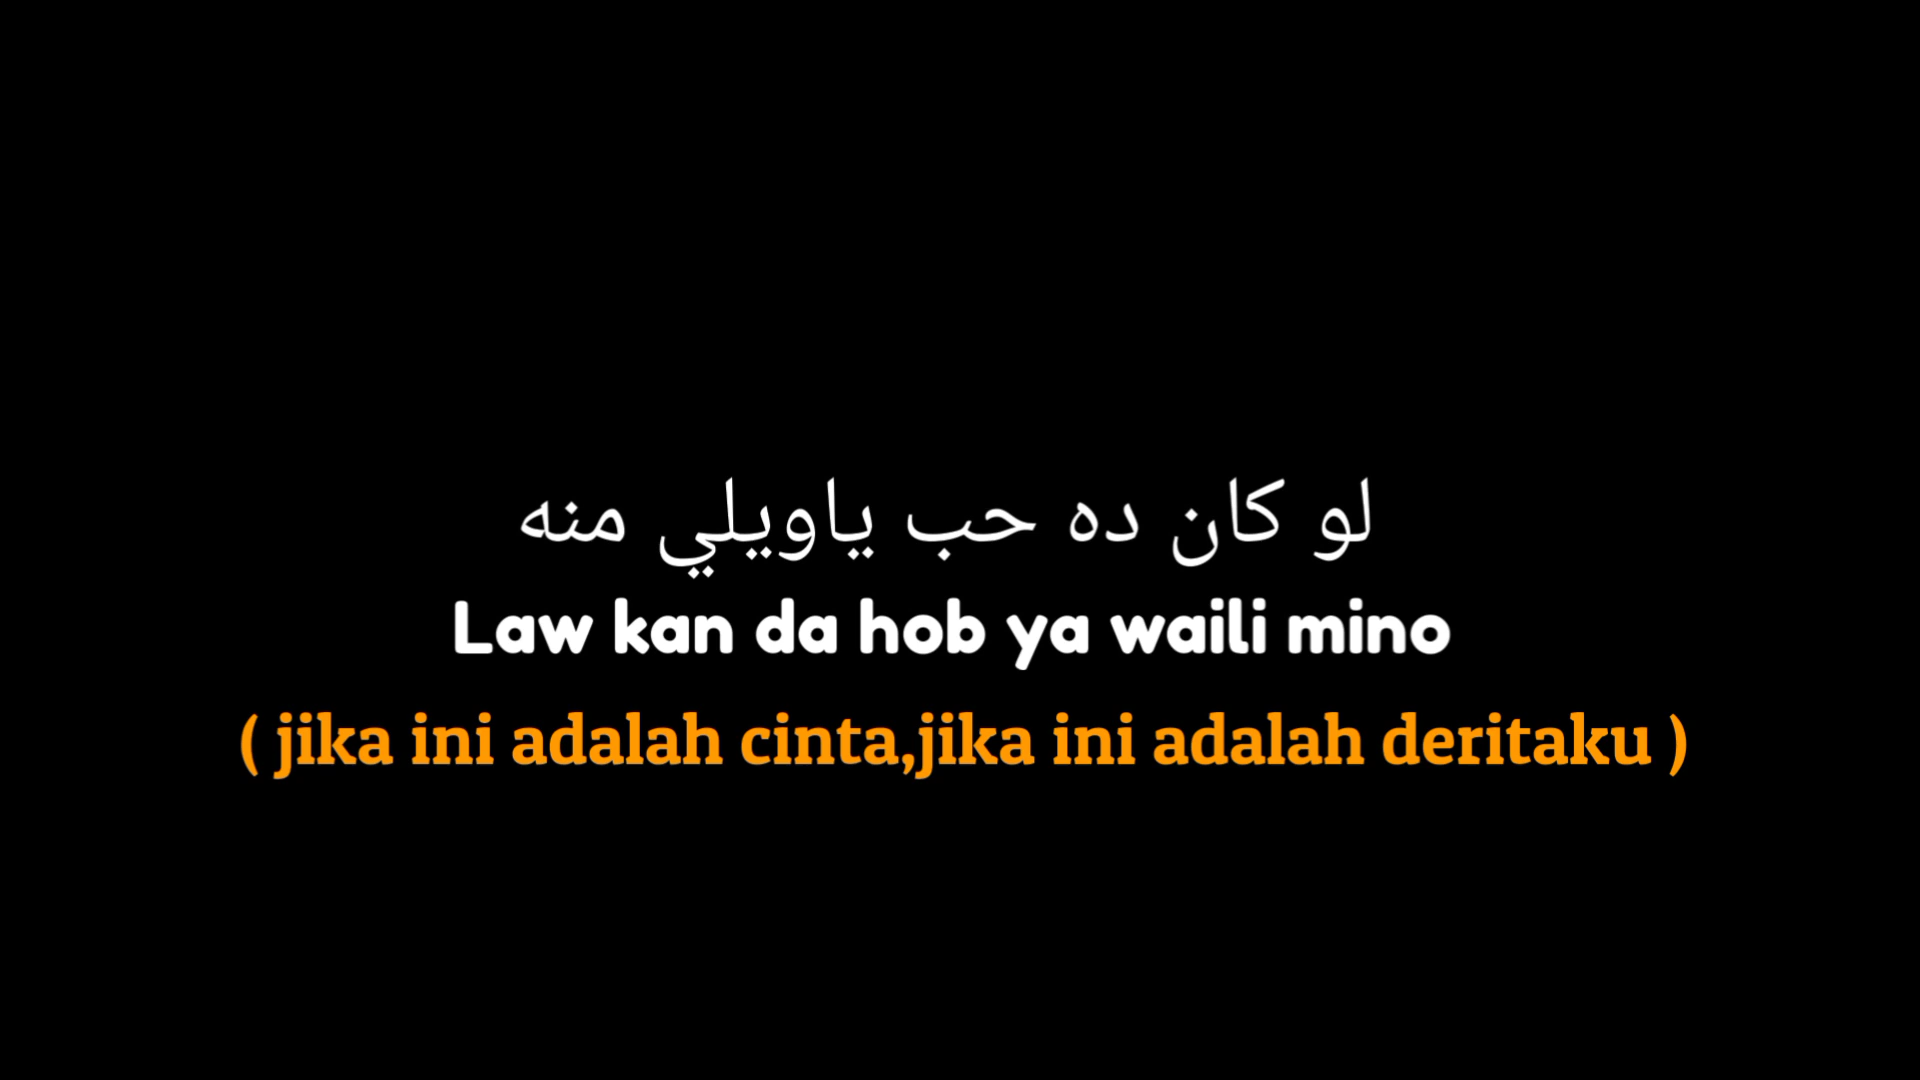 لو كان ده حب ياويلي منه
Law kan da hob ya waili mino
( jika ini adalah cinta,jika ini adalah deritaku )